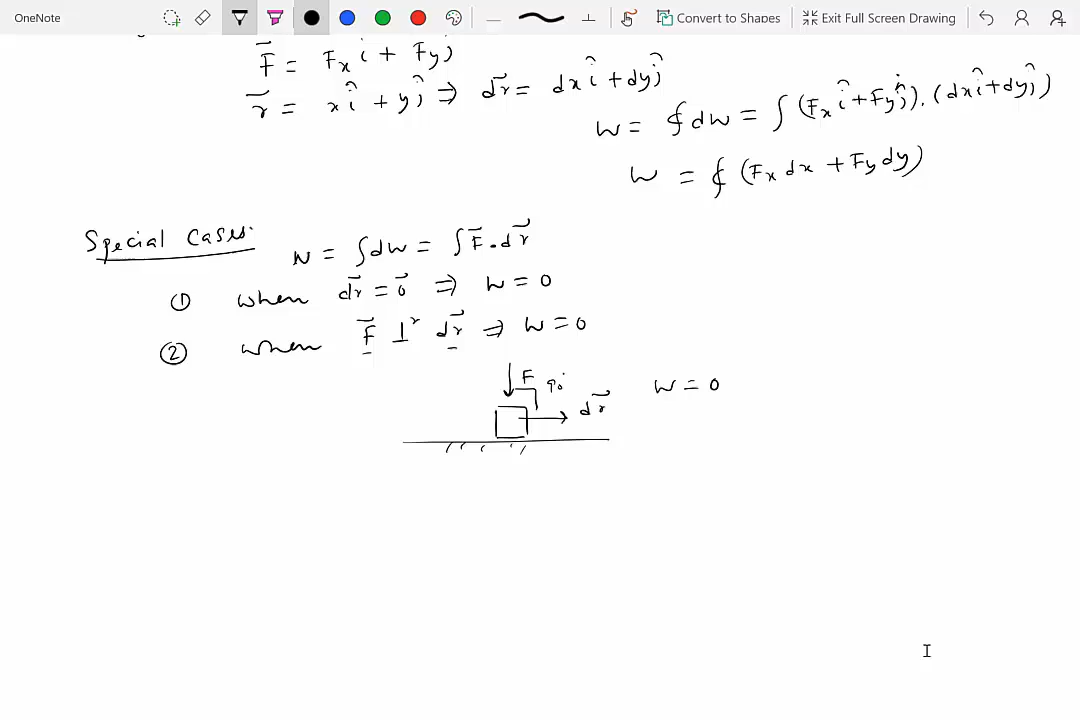 OneNote
Convert to Shapes
Exit Full Screen Drawing
F⃗ = Fx î + Fy ĵ
r⃗ = x î + y ĵ ⇒ dr⃗ = dx î + dy ĵ
W = ∮ dw = ∫ (Fx î + Fy ĵ) . (dx î + dy ĵ)
W = ∮ (Fx dx + Fy dy)
Special Cases:
W = ∫ dw = ∫ F⃗ . dr⃗
① when dr⃗ = 0⃗ ⇒ W = 0
② when F⃗ ⊥r dr⃗ ⇒ W = 0
F 90°
dr⃗
W = 0